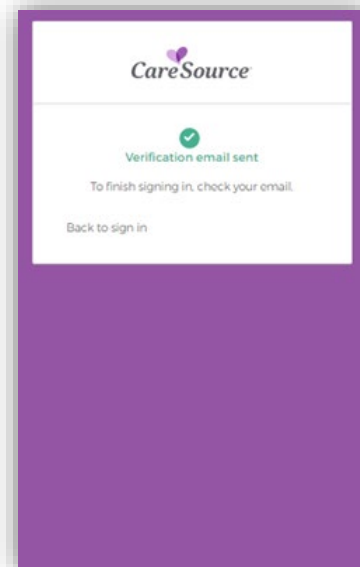 CareSource
Verification email sent
To finish signing in, check your email.
Back to sign in